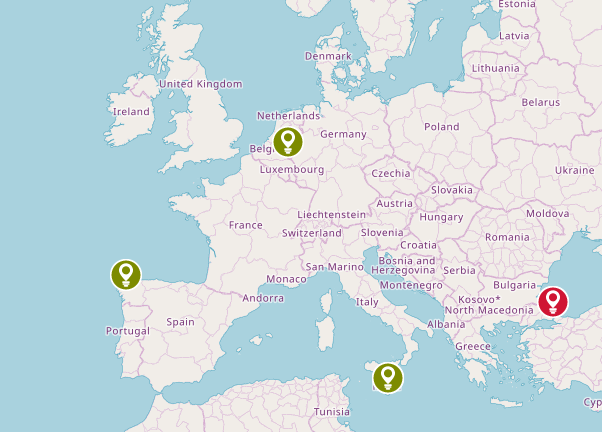 Estonia
Latvia
Denmark
Lithuania
United Kingdom
Belarus
Ireland
Netherlands
Germany
Poland
Luxembourg
Czechia
Ukraine
Slovakia
Austria
Liechtenstein
Moldova
Hungary
France
Switzerland
Slovenia
Romania
Croatia
San Marino
Bosnia and
Herzegovina
Serbia
Monaco
Montenegro
Bulgaria
Andorra
Italy
Kosovo*
North Macedonia
Portugal
Spain
Albania
Greece
Tunisia